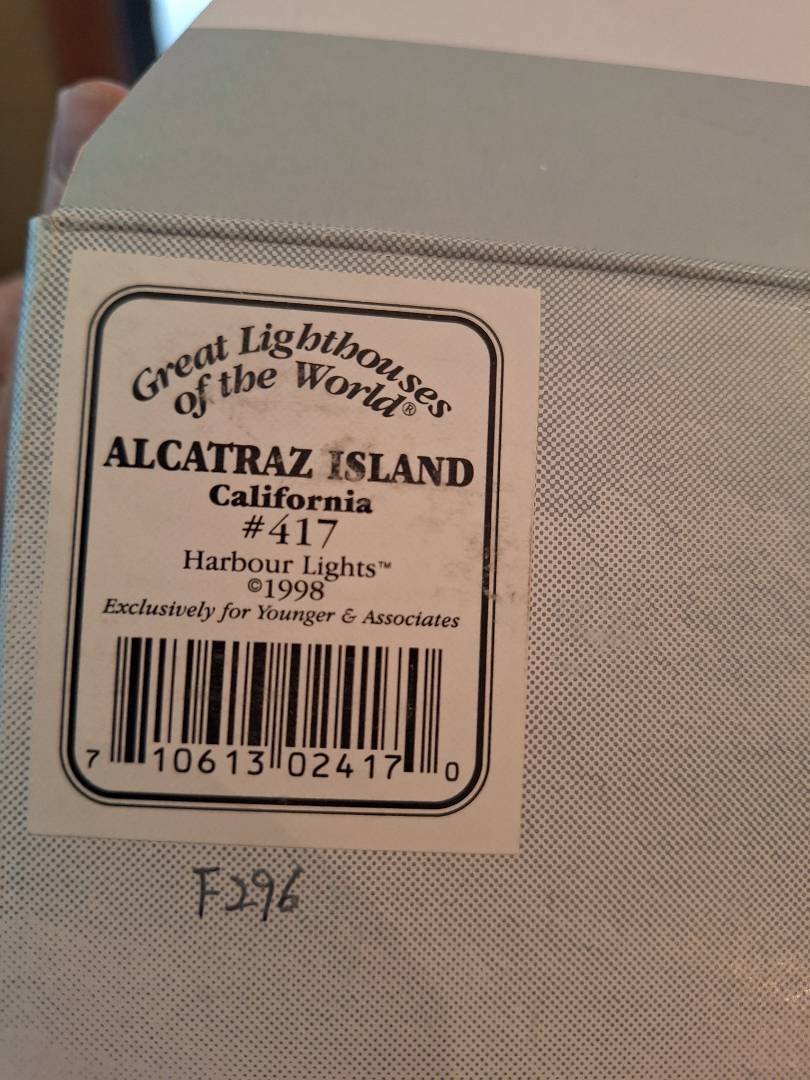 Great Lighthouses
of the World®
ALCATRAZ ISLAND
California
#417
Harbour Lights™
©1998
Exclusively for Younger & Associates
7 10613 02417 0
F296